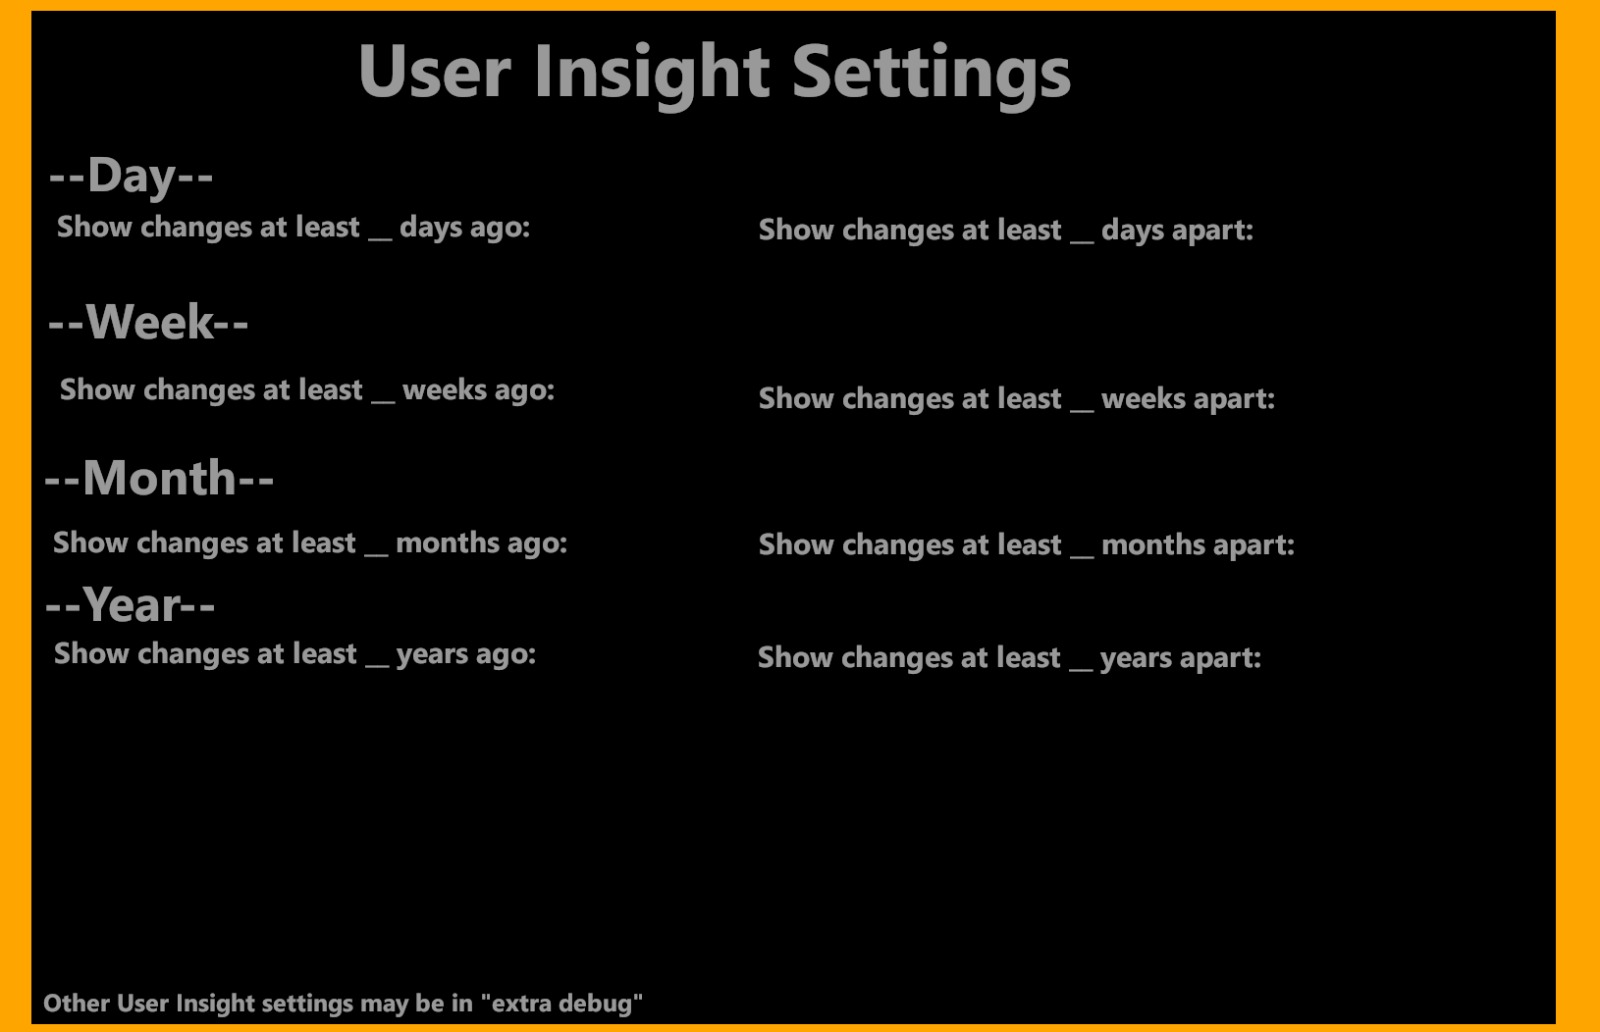 User Insight Settings
--Day--
Show changes at least __ days ago:
Show changes at least __ days apart:
--Week--
Show changes at least __ weeks ago:
Show changes at least __ weeks apart:
--Month--
Show changes at least __ months ago:
Show changes at least __ months apart:
--Year--
Show changes at least __ years ago:
Show changes at least __ years apart:
Other User Insight settings may be in "extra debug"